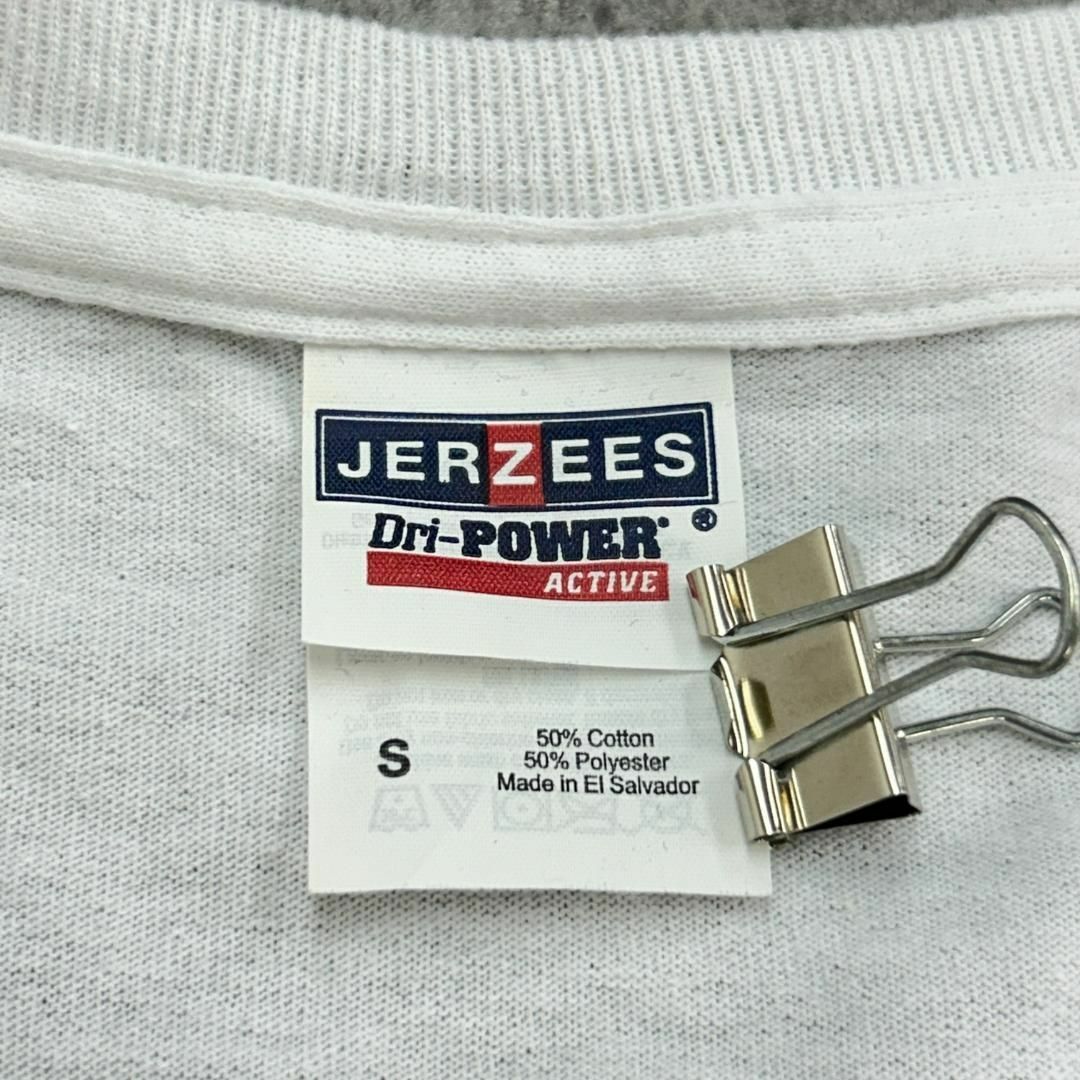 JERZEES
®
Dri-POWER®
ACTIVE
S
50% Cotton
50% Polyester
Made in El Salvador